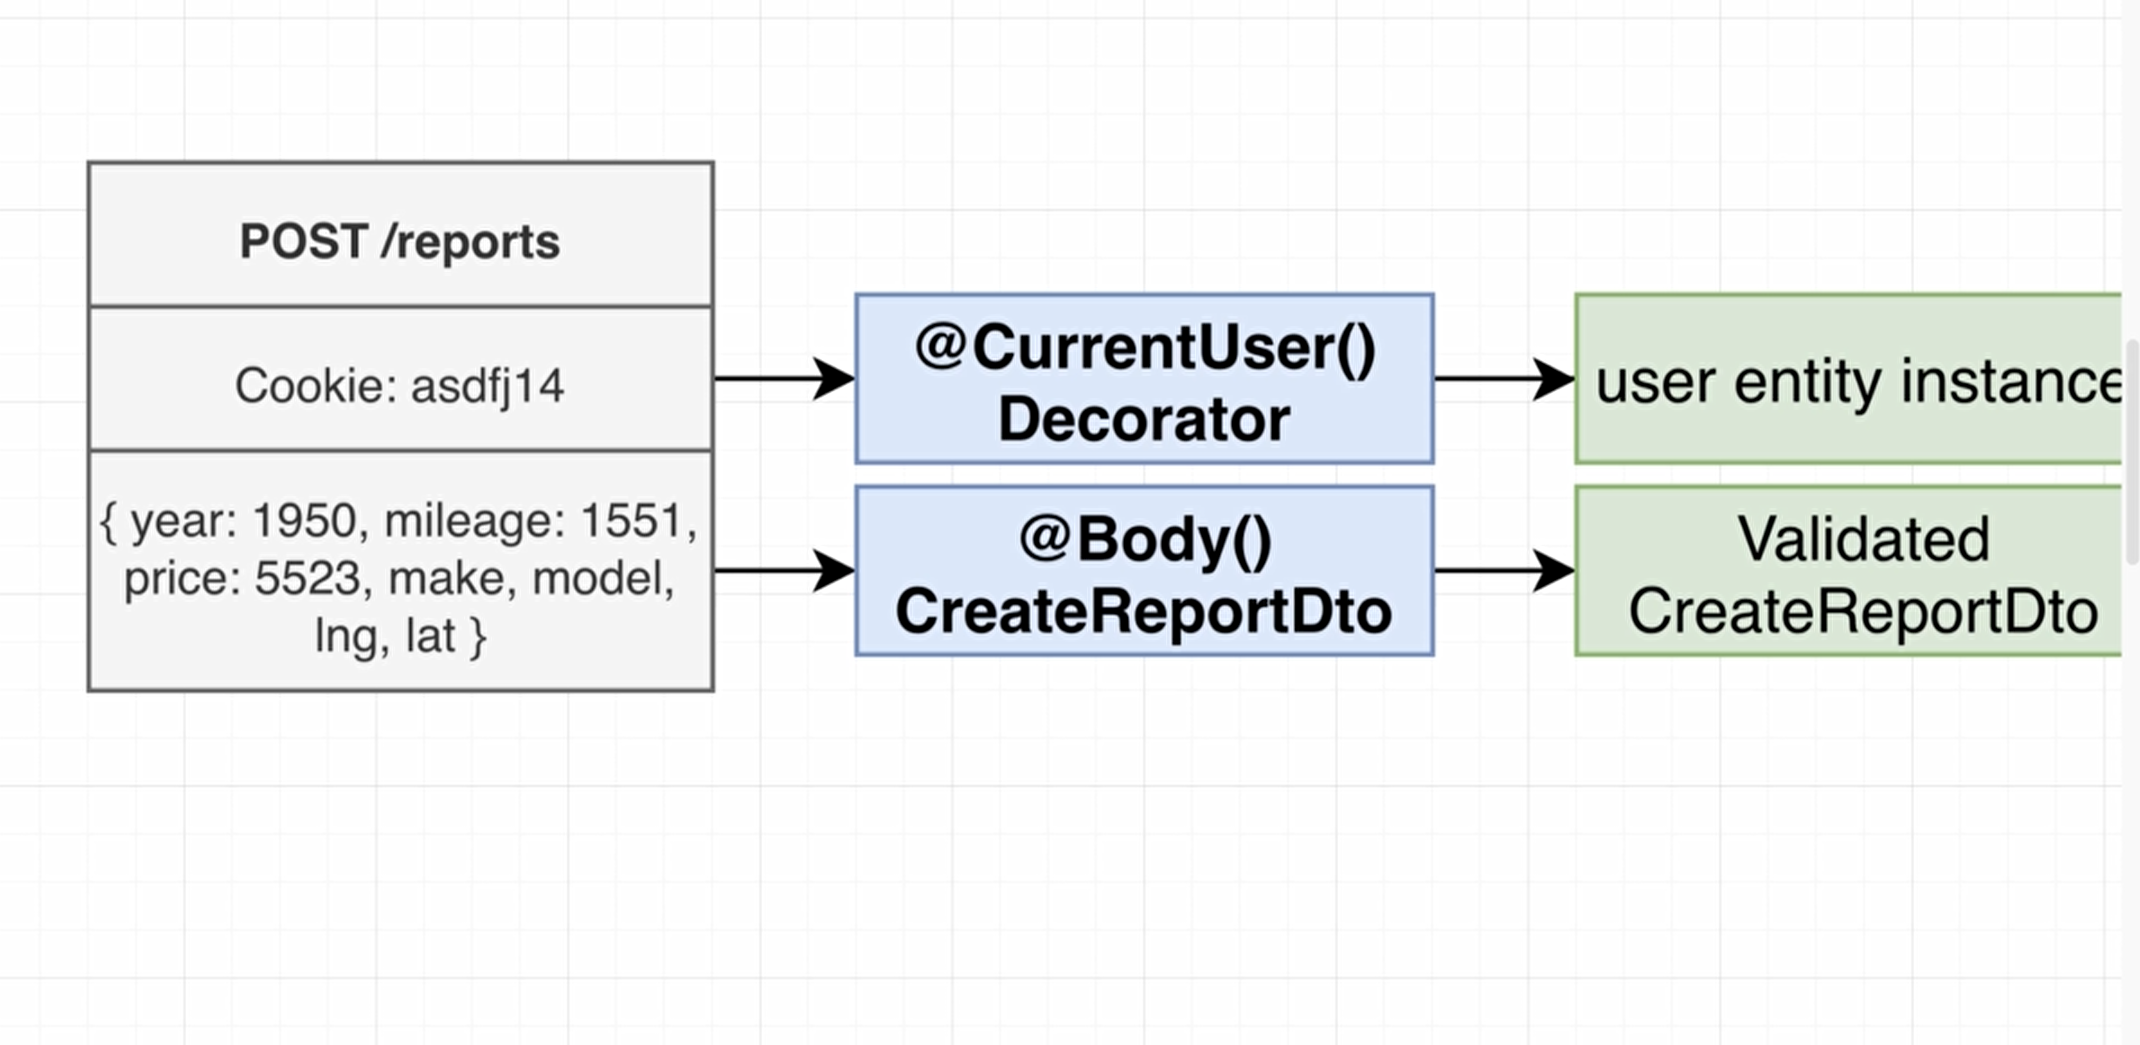 POST /reports
Cookie: asdfj14
{ year: 1950, mileage: 1551,
price: 5523, make, model,
lng, lat }
@CurrentUser()
Decorator
@Body()
CreateReportDto
user entity instance
Validated
CreateReportDto